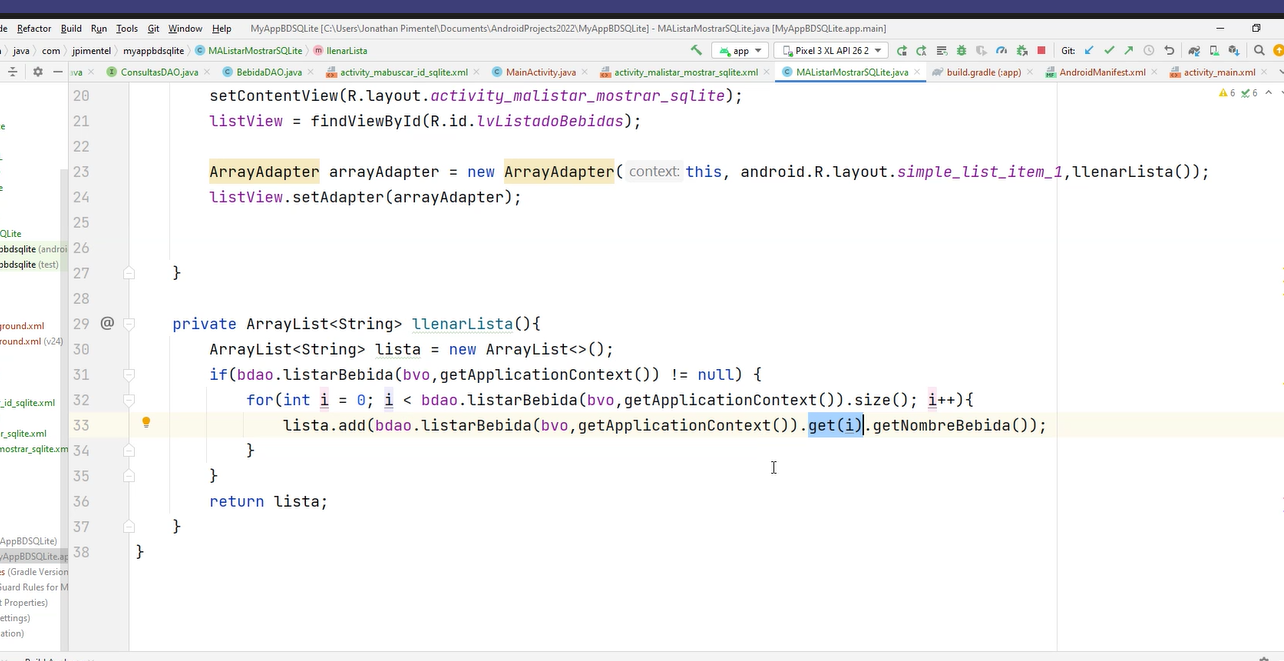 Refactor Build Run Tools Git Window Help MyAppBDSQLite [C:\Users\Jonathan Pimentel\Documents\AndroidProjects2022\MyAppBDSQLite] - MAListarMostrarSQLite.java [MyAppBDSQLite.app.main]
java com jpimentel myappbdsqlite MAListarMostrarSQLite llenarLista app Pixel 3 XL API 26 2 Git:
ConsultasDAO.java BebidaDAO.java activity_mabuscar_id_sqlite.xml MainActivity.java activity_malistar_mostrar_sqlite.xml MAListarMostrarSQLite.java build.gradle (:app) AndroidManifest.xml activity_main.xml
6 6
20 setContentView(R.layout.activity_malistar_mostrar_sqlite);
21 listView = findViewById(R.id.lvListadoBebidas);
22
23 ArrayAdapter arrayAdapter = new ArrayAdapter( context: this, android.R.layout.simple_list_item_1,llenarLista());
24 listView.setAdapter(arrayAdapter);
25
26
27 }
28
29 @ private ArrayList<String> llenarLista(){
30 ArrayList<String> lista = new ArrayList<>();
31 if(bdao.listarBebida(bvo,getApplicationContext()) != null) {
32 for(int i = 0; i < bdao.listarBebida(bvo,getApplicationContext()).size(); i++){
33 lista.add(bdao.listarBebida(bvo,getApplicationContext()).get(i).getNombreBebida());
34 }
35 }
36 return lista;
37 }
38 }